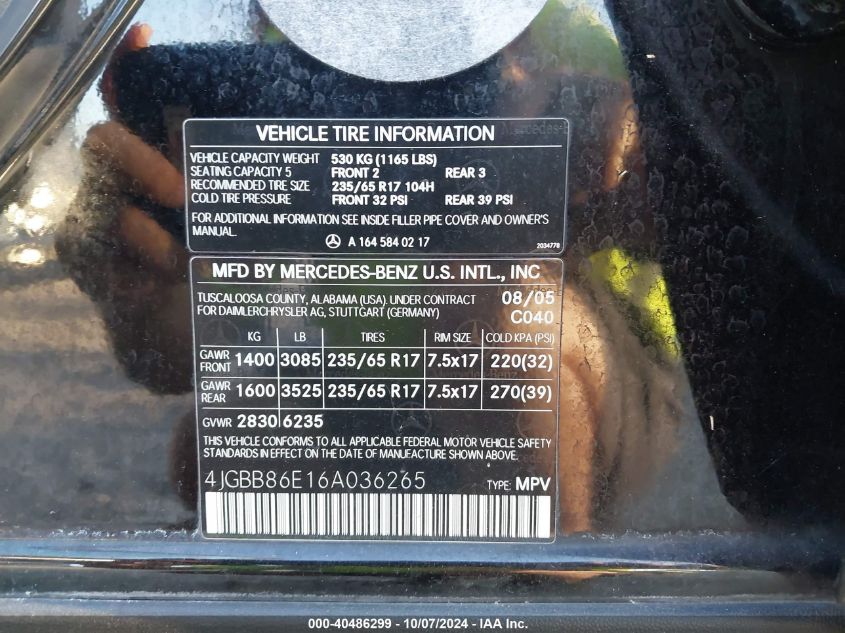 VEHICLE TIRE INFORMATION
VEHICLE CAPACITY WEIGHT 530 KG (1165 LBS)
SEATING CAPACITY 5 FRONT 2 REAR 3
RECOMMENDED TIRE SIZE 235/65 R17 104H
COLD TIRE PRESSURE FRONT 32 PSI REAR 39 PSI
FOR ADDITIONAL INFORMATION SEE INSIDE FILLER PIPE COVER AND OWNER'S
MANUAL.
A 164 584 02 17 2034778
MFD BY MERCEDES-BENZ U.S. INTL., INC
TUSCALOOSA COUNTY, ALABAMA (USA). UNDER CONTRACT 08/05
FOR DAIMLERCHRYSLER AG, STUTTGART (GERMANY) C040
KG LB TIRES RIM SIZE COLD KPA (PSI)
GAWR FRONT 1400 3085 235/65 R17 7.5x17 220(32)
GAWR REAR 1600 3525 235/65 R17 7.5x17 270(39)
GVWR 2830 6235
THIS VEHICLE CONFORMS TO ALL APPLICABLE FEDERAL MOTOR VEHICLE SAFETY
STANDARDS IN EFFECT ON THE DATE OF MANUFACTURE SHOWN ABOVE.
4JGBB86E16A036265 TYPE: MPV
000-40486299 - 10/07/2024 - IAA Inc.